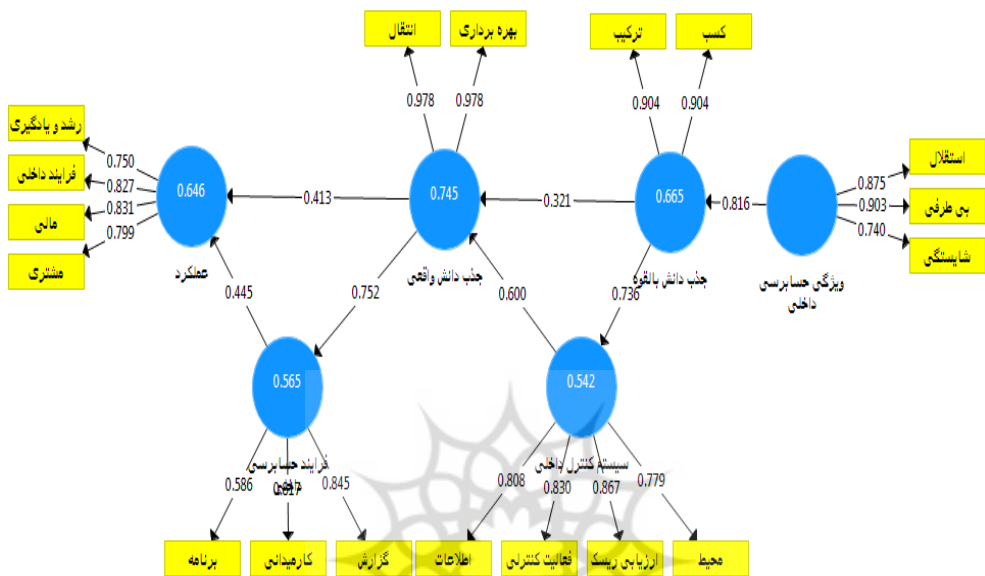 انتقال
بهره برداری
ترکیب
کسب
0.978
0.978
0.904
0.904
رشد و یادگیری
فرایند داخلی
مالی
مشتری
0.750
0.827
0.831
0.799
0.646
عملکرد
0.413
0.745
جذب دانش واقعی
0.321
0.665
جذب دانش بالقوه
0.816
ویژگی حسابرسی
داخلی
0.875
0.903
0.740
استقلال
بی طرفی
شایستگی
0.445
0.752
0.600
0.736
0.565
فرایند حسابرسی
داخلی
0.542
سیستم کنترل داخلی
0.586
0.845
0.808
0.830
0.867
0.779
برنامه
کارمیدانی
گزارش
اطلاعات
فعالیت کنترلی
ارزیابی ریسک
محیط